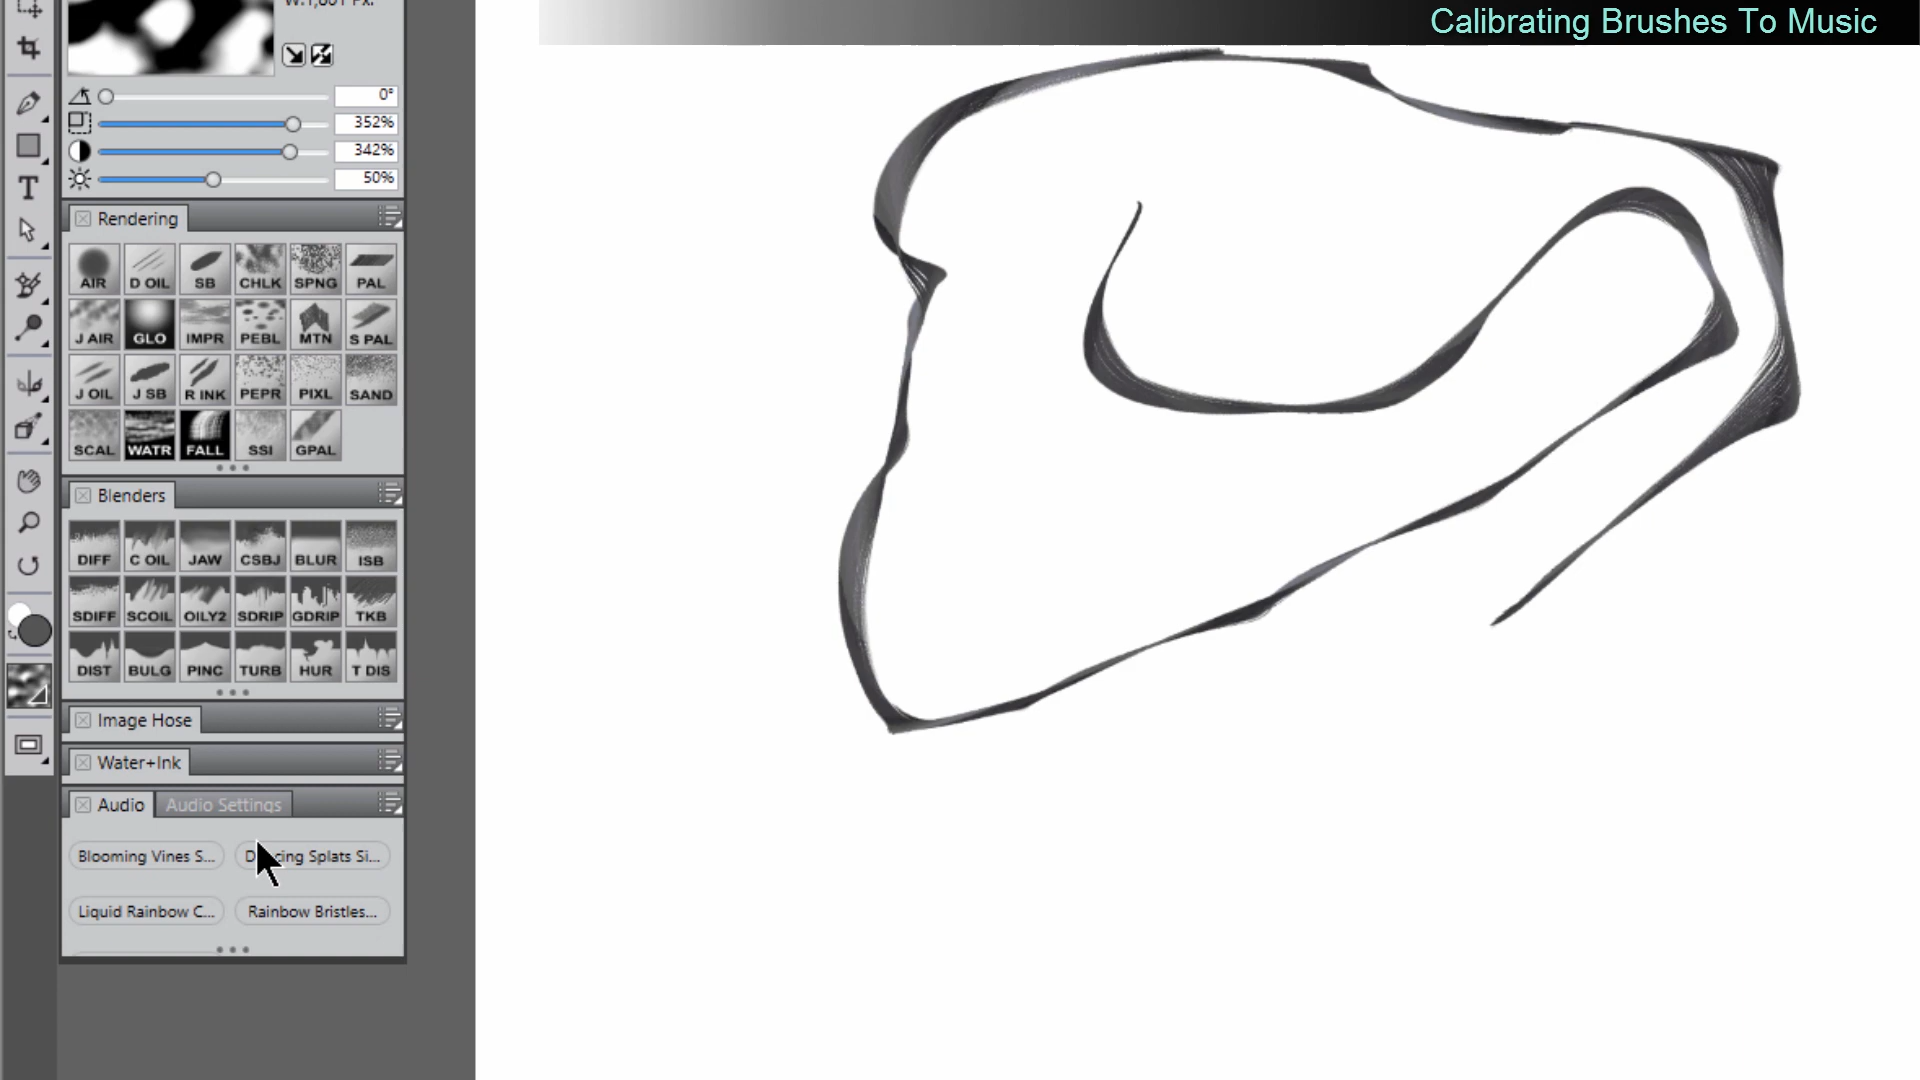 Calibrating Brushes To Music
0°
352%
342%
50%
Rendering
AIR D OIL SB CHLK SPNG PAL
J AIR GLO IMPR PEBL MTN S PAL
J OIL J SB R INK PEPR PIXL SAND
SCAL WATR FALL SSI GPAL
Blenders
DIFF C OIL JAW CSBJ BLUR ISB
SDIFF SCOIL OILY2 SDRIP GDRIP TKB
DIST BULG PINC TURB HUR T DIS
Image Hose
Water+Ink
Audio Audio Settings
Blooming Vines S... Splats Si...
Liquid Rainbow C... Rainbow Bristles...
T